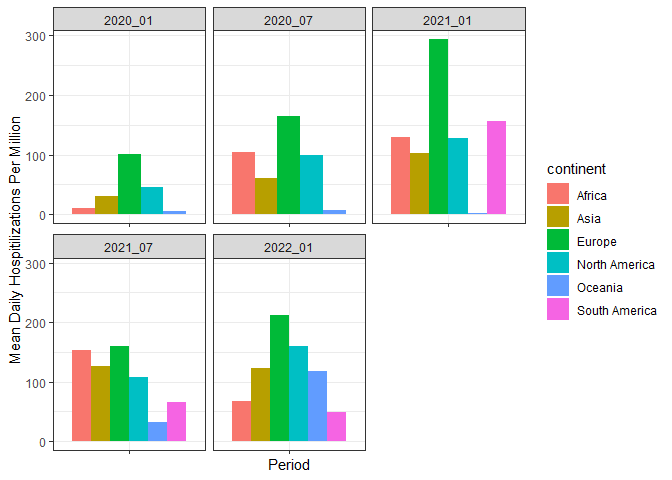 2020_01
2020_07
2021_01
300
200
100
0
2021_07
2022_01
300
200
100
0
Mean Daily Hospitilizations Per Million
Period
continent
Africa
Asia
Europe
North America
Oceania
South America